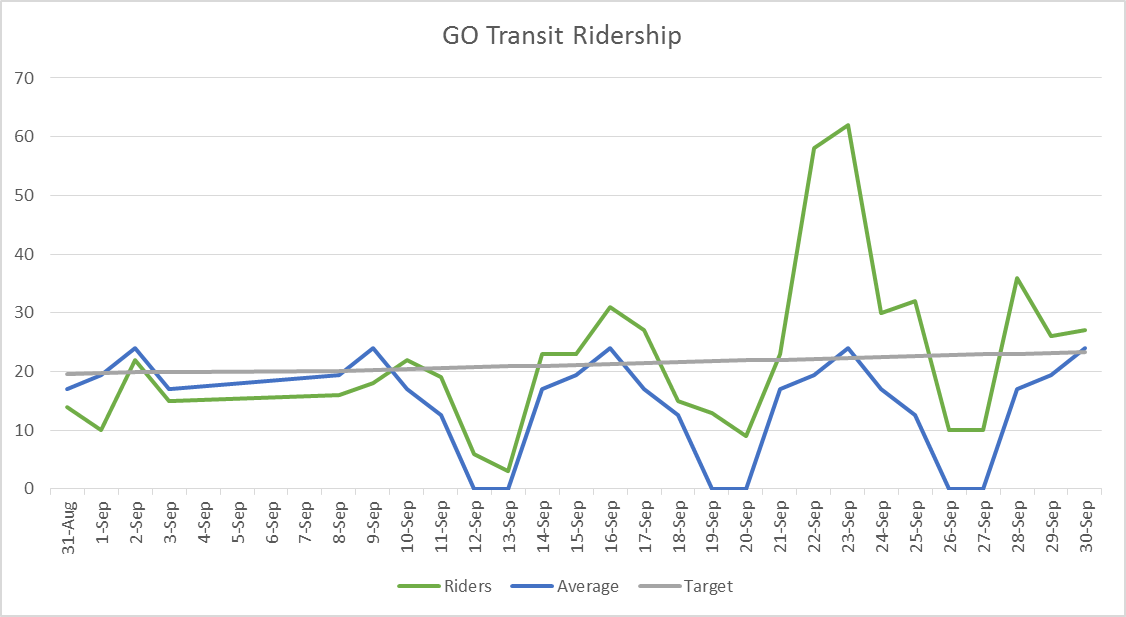 GO Transit Ridership
70
60
50
40
30
20
10
0
31-Aug
1-Sep
2-Sep
3-Sep
4-Sep
5-Sep
6-Sep
7-Sep
8-Sep
9-Sep
10-Sep
11-Sep
12-Sep
13-Sep
14-Sep
15-Sep
16-Sep
17-Sep
18-Sep
19-Sep
20-Sep
21-Sep
22-Sep
23-Sep
24-Sep
25-Sep
26-Sep
27-Sep
28-Sep
29-Sep
30-Sep
Riders Average Target